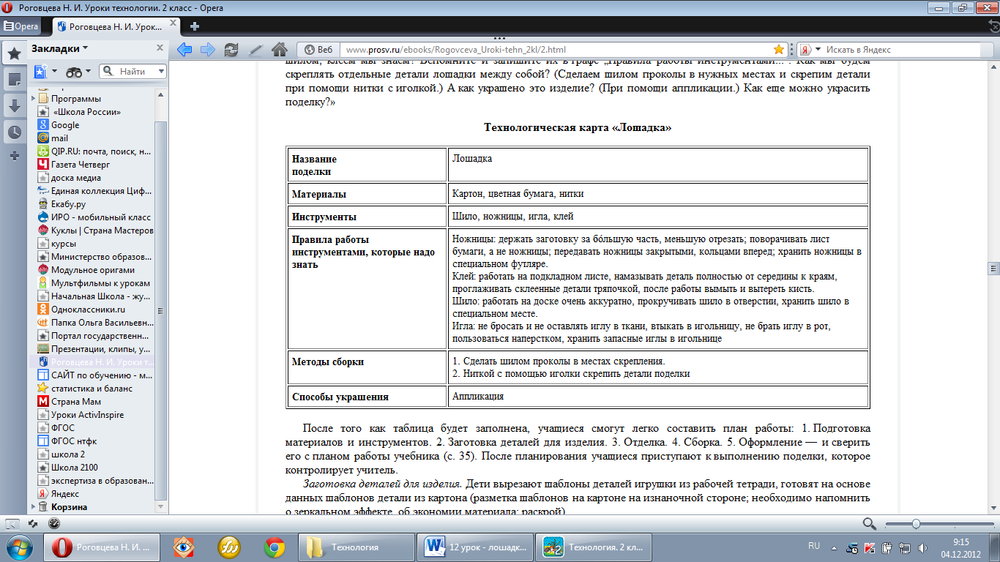 Роговцева Н. И. Уроки технологии. 2 класс - Opera
Opera
Роговцева Н. И. Урок...
Закладки
Веб
www.prosv.ru/ebooks/Rogovceva_Uroki-tehn_2kl/2.html
Искать в Яндекс
Найти
Программы
«Школа России»
Google
mail
QIP.RU: почта, поиск, н...
Газета Четверг
доска медиа
Единая коллекция Циф...
Екабу.ру
ИРО - мобильный класс
Куклы | Страна Мастеров
курсы
Министерство образов...
Модульное оригами
Мультфильмы к урокам
Начальная Школа - жу...
Одноклассники.ru
Папка Ольга Васильевн...
Портал государственн...
Презентации, клипы, у...
Роговцева Н. И. Уроки т...
САЙТ по обучению - м...
статистика и баланс
Страна Мам
Уроки ActivInspire
ФГОС
ФГОС нтфк
школа 2
Школа 2100
экспертиза в образован...
Яндекс
Корзина
шилом, клеем мы знаем? Вспомните и запишите их в графе „Правила работы инструментами...". Как мы будем
скреплять отдельные детали лошадки между собой? (Сделаем шилом проколы в нужных местах и скрепим детали
при помощи нитки с иголкой.) А как украшено это изделие? (При помощи аппликации.) Как еще можно украсить
поделку?»
Технологическая карта «Лошадка»
Название
поделки
Лошадка
Материалы
Картон, цветная бумага, нитки
Инструменты
Шило, ножницы, игла, клей
Правила работы
инструментами, которые надо
знать
Ножницы: держать заготовку за бо́льшую часть, меньшую отрезать; поворачивать лист
бумаги, а не ножницы; передавать ножницы закрытыми, кольцами вперед; хранить ножницы в
специальном футляре.
Клей: работать на подкладном листе, намазывать деталь полностью от середины к краям,
проглаживать склеенные детали тряпочкой, после работы вымыть и вытереть кисть.
Шило: работать на доске очень аккуратно, прокручивать шило в отверстии, хранить шило в
специальном месте.
Игла: не бросать и не оставлять иглу в ткани, втыкать в игольницу, не брать иглу в рот,
пользоваться наперстком, хранить запасные иглы в игольнице
Методы сборки
1. Сделать шилом проколы в местах скрепления.
2. Ниткой с помощью иголки скрепить детали поделки
Способы украшения
Аппликация
После того как таблица будет заполнена, учащиеся смогут легко составить план работы: 1. Подготовка
материалов и инструментов. 2. Заготовка деталей для изделия. 3. Отделка. 4. Сборка. 5. Оформление — и сверить
его с планом работы учебника (с. 35). После планирования учащиеся приступают к выполнению поделки, которое
контролирует учитель.
Заготовка деталей для изделия. Дети вырезают шаблоны деталей игрушки из рабочей тетради, готовят на основе
данных шаблонов детали из картона (разметка шаблонов на картоне на изнаночной стороне; необходимо напомнить
о зеркальном эффекте, об экономии материала; раскрой).
Роговцева Н. И. ...
Технология
12 урок - лошадк...
Технология. 2 кл...
RU
9:15
04.12.2012